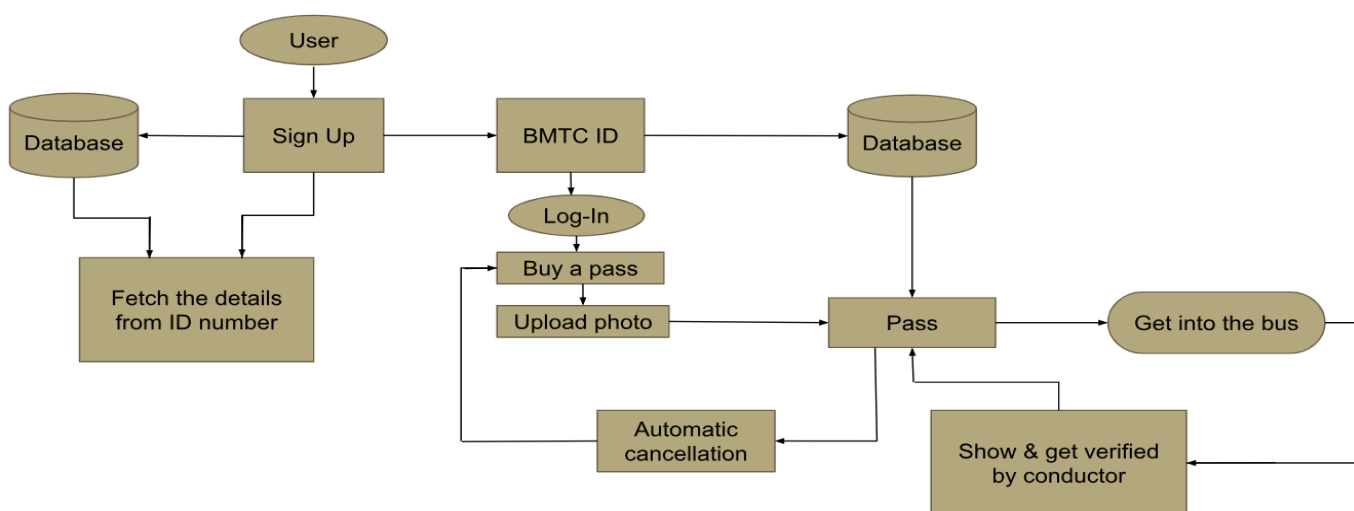 User
Database
Sign Up
BMTC ID
Database
Log-In
Buy a pass
Fetch the details
from ID number
Upload photo
Pass
Get into the bus
Automatic
cancellation
Show & get verified
by conductor